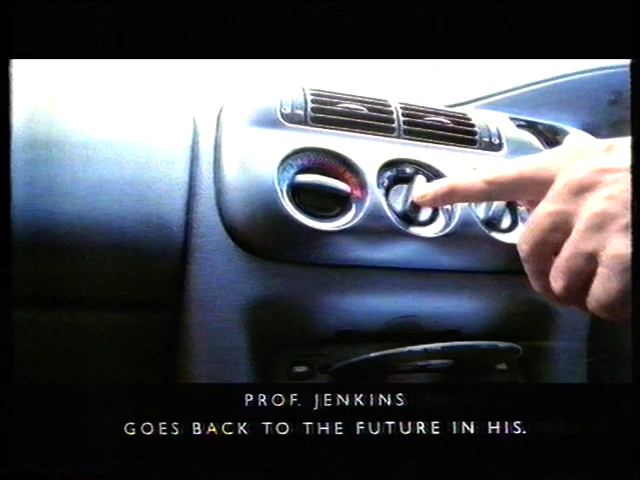 PROF. JENKINS
GOES BACK TO THE FUTURE IN HIS.